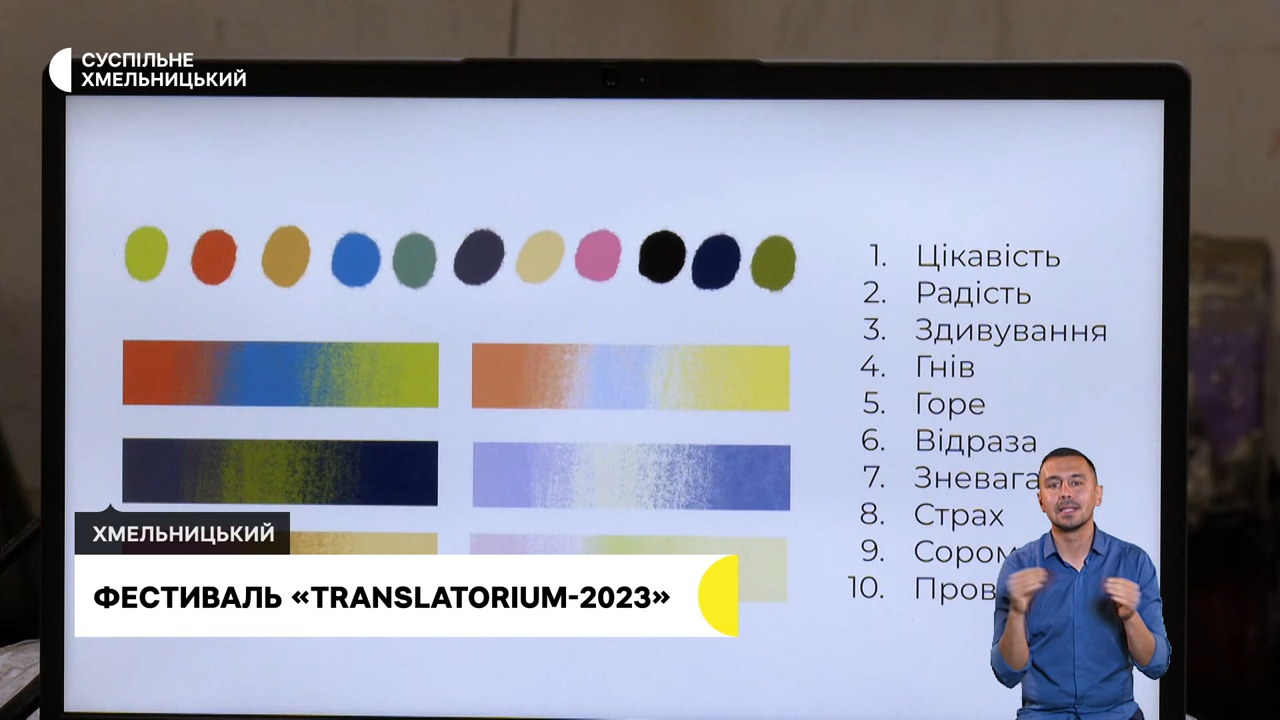 СУСПІЛЬНЕ
ХМЕЛЬНИЦЬКИЙ
1. Цікавість
2. Радість
3. Здивування
4. Гнів
5. Горе
6. Відраза
7. Зневага
8. Страх
9. Сором
10.
ХМЕЛЬНИЦЬКИЙ
ФЕСТИВАЛЬ «TRANSLATORIUM-2023»